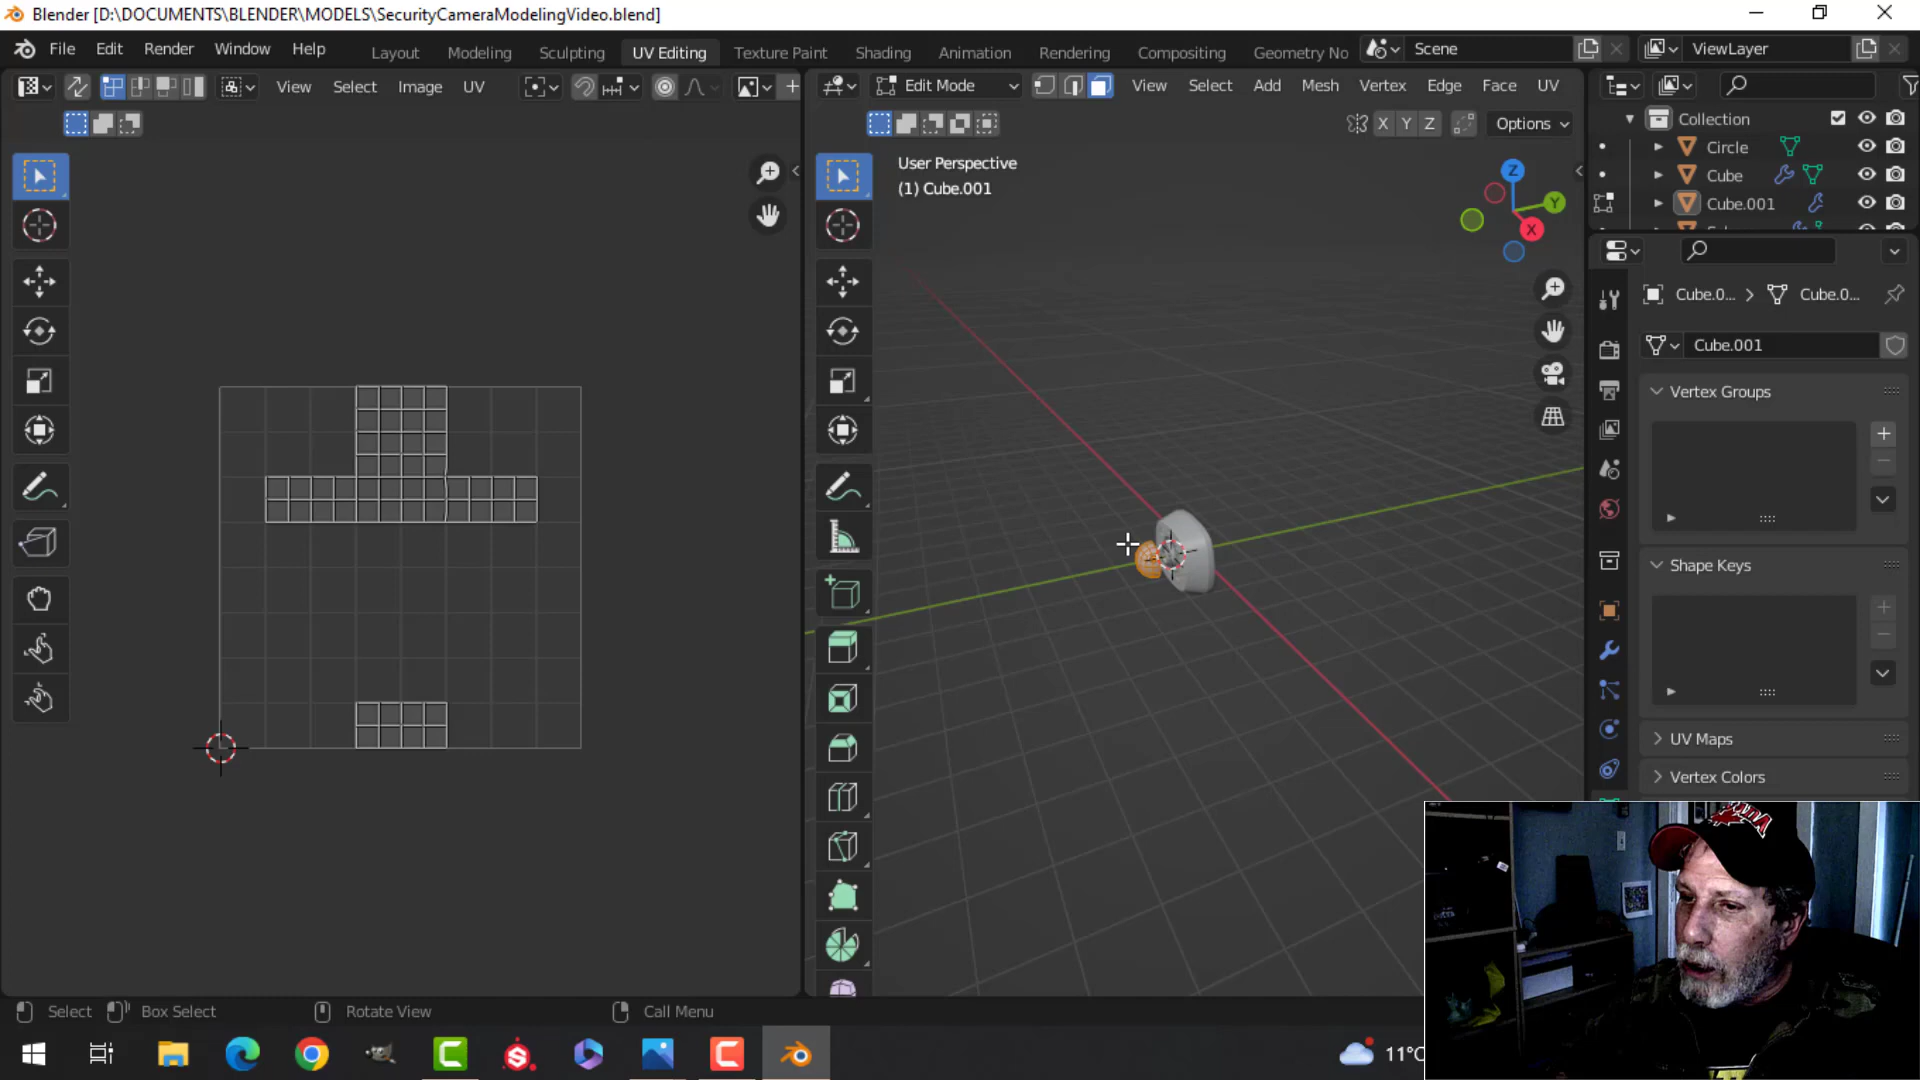 Blender [D:\DOCUMENTS\BLENDER\MODELS\SecurityCameraModelingVideo.blend]
File Edit Render Window Help Layout Modeling Sculpting UV Editing Texture Paint Shading Animation Rendering Compositing Geometry No Scene ViewLayer
View Select Image UV Edit Mode View Select Add Mesh Vertex Edge Face UV
X Y Z Options
Collection
Circle
Cube
Cube.001
User Perspective
(1) Cube.001
Z
Y
X
Cube.0... > Cube.0...
Cube.001
Vertex Groups
Shape Keys
UV Maps
Vertex Colors
Select Box Select Rotate View Call Menu
11°C